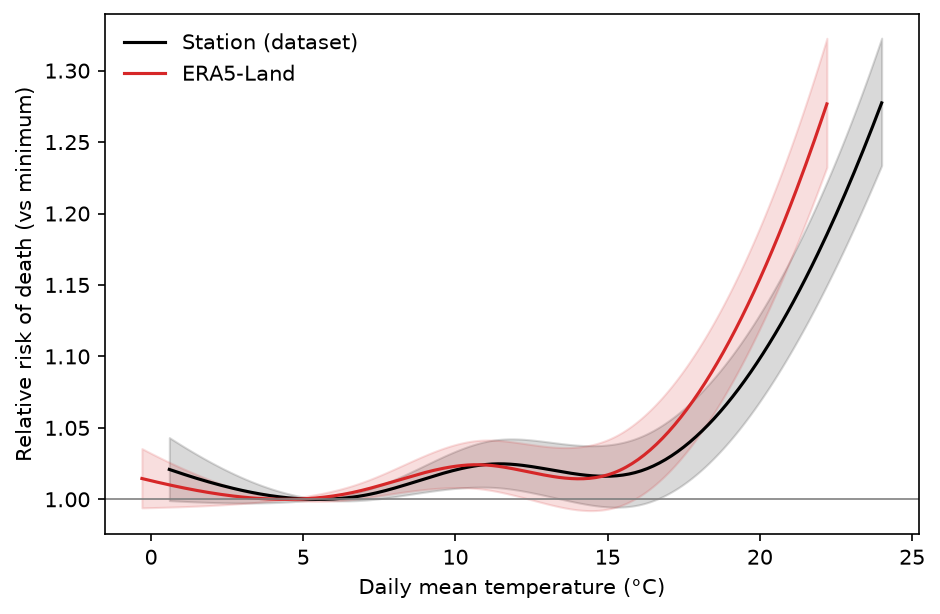 Station (dataset)
ERA5-Land
Relative risk of death (vs minimum)
1.30
1.25
1.20
1.15
1.10
1.05
1.00
0 5 10 15 20 25
Daily mean temperature (°C)